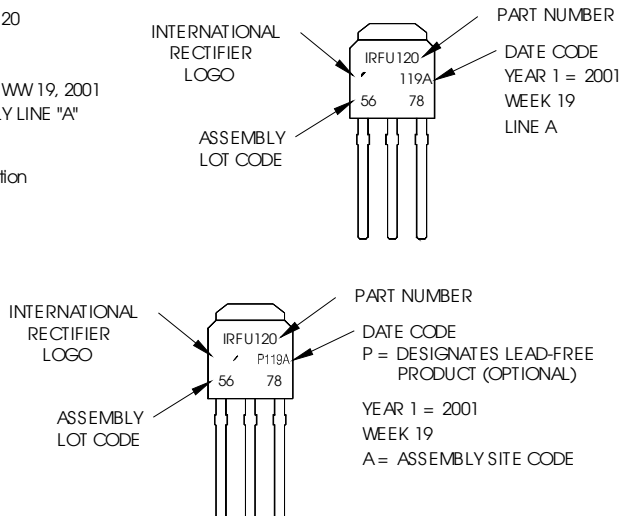 20
WW 19, 2001
Y LINE "A"
tion
INTERNATIONAL
RECTIFIER
LOGO
ASSEMBLY
LOT CODE
IRFU120
119A
56 78
PART NUMBER
DATE CODE
YEAR 1 = 2001
WEEK 19
LINE A
INTERNATIONAL
RECTIFIER
LOGO
ASSEMBLY
LOT CODE
IRFU120
P119A
56 78
PART NUMBER
DATE CODE
P = DESIGNATES LEAD-FREE
PRODUCT (OPTIONAL)
YEAR 1 = 2001
WEEK 19
A = ASSEMBLY SITE CODE